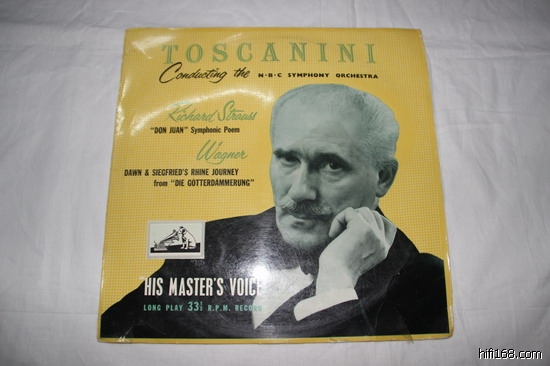 TOSCANINI
Conducting the N·B·C SYMPHONY ORCHESTRA
Richard Strauss
"DON JUAN" Symphonic Poem
Wagner
DAWN & SIEGFRIED'S RHINE JOURNEY
from "DIE GOTTERDAMMERUNG"
"HIS MASTER'S VOICE
LONG PLAY 33⅓ R.P.M. RECORD
hifi168.com